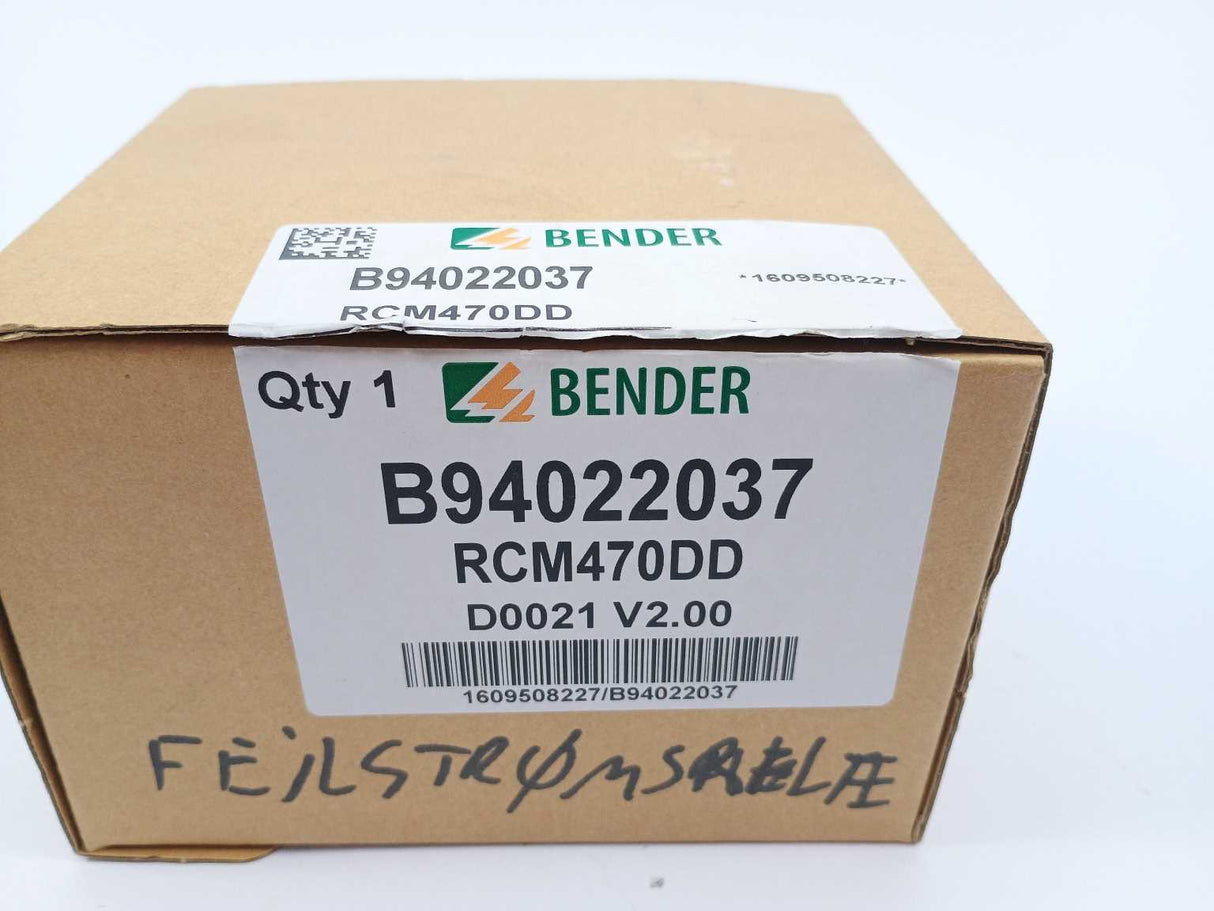 BENDER
B94022037
*1609508227*
RCM470DD
Qty 1
BENDER
B94022037
RCM470DD
D0021 V2.00
1609508227/B94022037
FEILSTRØMSRELÆ